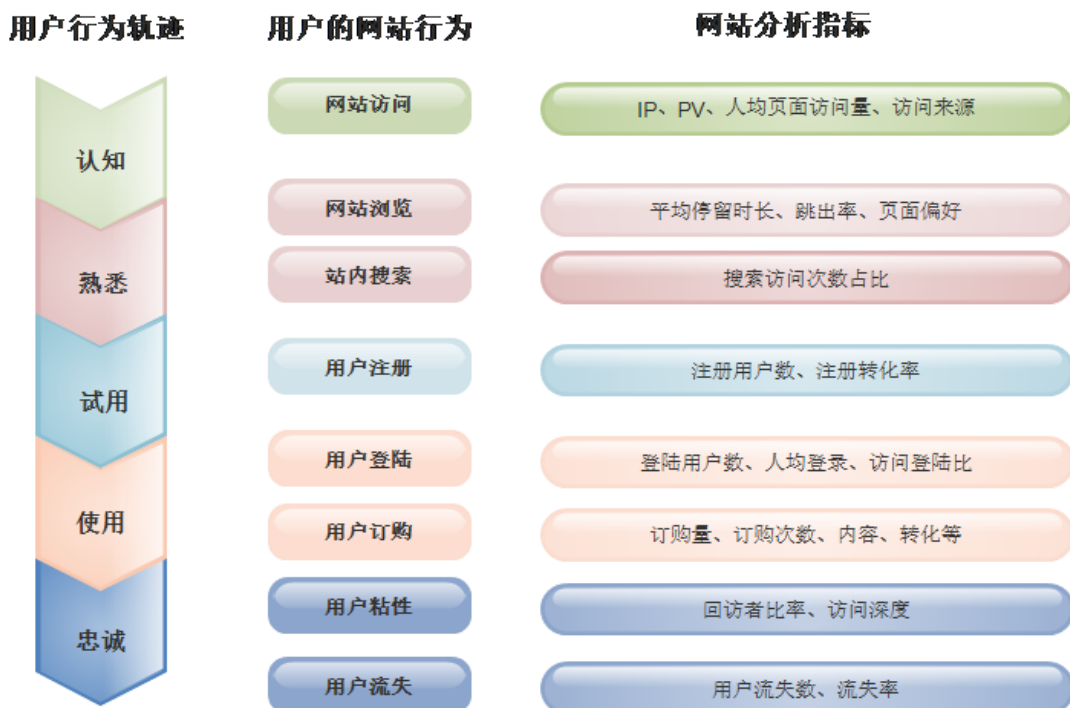 用户行为轨迹 用户的网站行为 网站分析指标
网站访问 IP、PV、人均页面访问量、访问来源
认知
网站浏览 平均停留时长、跳出率、页面偏好
站内搜索 搜索访问次数占比
熟悉
用户注册 注册用户数、注册转化率
试用
用户登陆 登陆用户数、人均登录、访问登陆比
使用
用户订购 订购量、订购次数、内容、转化等
用户粘性 回访者比率、访问深度
忠诚
用户流失 用户流失数、流失率